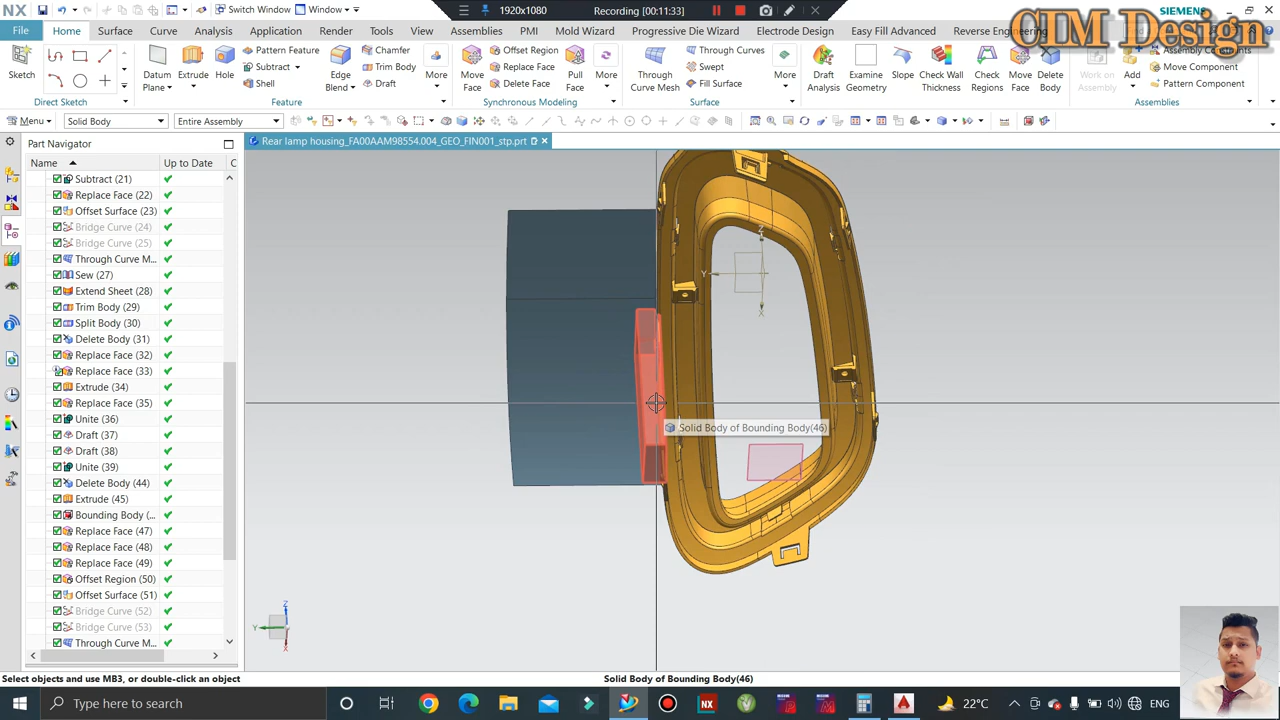 NX
Switch Window
Window
1920x1080
Recording [00:11:33]
SIEMENS
CIM Design
File
Home
Surface
Curve
Analysis
Application
Render
Tools
View
Assemblies
PMI
Mold Wizard
Progressive Die Wizard
Electrode Design
Easy Fill Advanced
Reverse Engineering
Sketch
Datum Plane
Extrude
Hole
Pattern Feature
Subtract
Shell
Edge Blend
Chamfer
Trim Body
Draft
More
Move Face
Offset Region
Replace Face
Delete Face
Pull Face
More
Through Curve Mesh
Through Curves
Swept
Fill Surface
More
Draft Analysis
Examine Geometry
Slope
Check Wall Thickness
Check Regions
Move Face
Delete Body
Work on Assembly
Add
Assembly Constraints
Move Component
Pattern Component
Direct Sketch
Feature
Synchronous Modeling
Surface
Assemblies
Menu
Solid Body
Entire Assembly
Part Navigator
Rear lamp housing_FA00AAM98554.004_GEO_FIN001_stp.prt
Name
Up to Date
C
Subtract (21)
Replace Face (22)
Offset Surface (23)
Bridge Curve (24)
Bridge Curve (25)
Through Curve M...
Sew (27)
Extend Sheet (28)
Trim Body (29)
Split Body (30)
Delete Body (31)
Replace Face (32)
Replace Face (33)
Extrude (34)
Replace Face (35)
Unite (36)
Draft (37)
Draft (38)
Unite (39)
Delete Body (44)
Extrude (45)
Bounding Body (...
Replace Face (47)
Replace Face (48)
Replace Face (49)
Offset Region (50)
Offset Surface (51)
Bridge Curve (52)
Bridge Curve (53)
Through Curve M...
Z
Y
X
Solid Body of Bounding Body(46)
Z
Y
X
Select objects and use MB3, or double-click an object
Solid Body of Bounding Body(46)
Type here to search
22°C
ENG